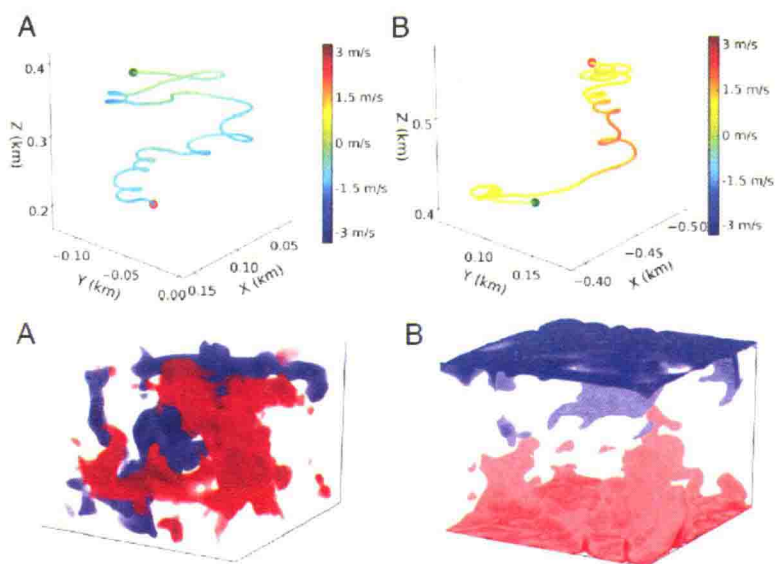 A
B
3 m/s
1.5 m/s
0 m/s
-1.5 m/s
-3 m/s
Z (km)
0.4
0.3
0.2
-0.10
-0.05
0.00
Y (km)
0.15
0.10
0.05
X (km)
3 m/s
1.5 m/s
0 m/s
-1.5 m/s
-3 m/s
Z (km)
0.5
0.4
0.10
0.15
Y (km)
-0.40
-0.45
-0.50
X (km)
A
B